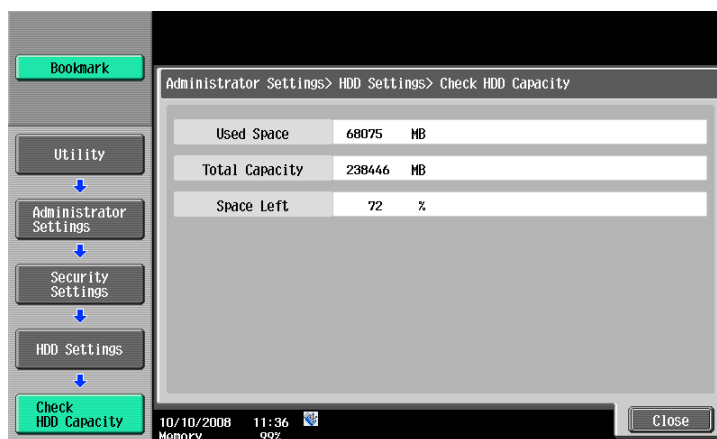 Bookmark
Utility
Administrator
Settings
Security
Settings
HDD Settings
Check
HDD Capacity
Administrator Settings> HDD Settings> Check HDD Capacity
Used Space 68075 MB
Total Capacity 238446 MB
Space Left 72 %
10/10/2008 11:36
Memory 99%
Close